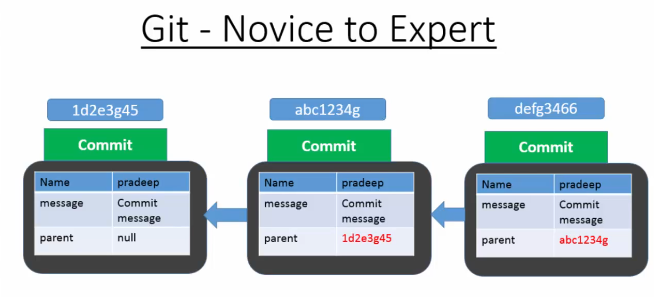 Git - Novice to Expert
1d2e3g45
Commit
Name pradeep
message Commit
message
parent null
abc1234g
Commit
Name pradeep
message Commit
message
parent 1d2e3g45
defg3466
Commit
Name pradeep
message Commit
message
parent abc1234g